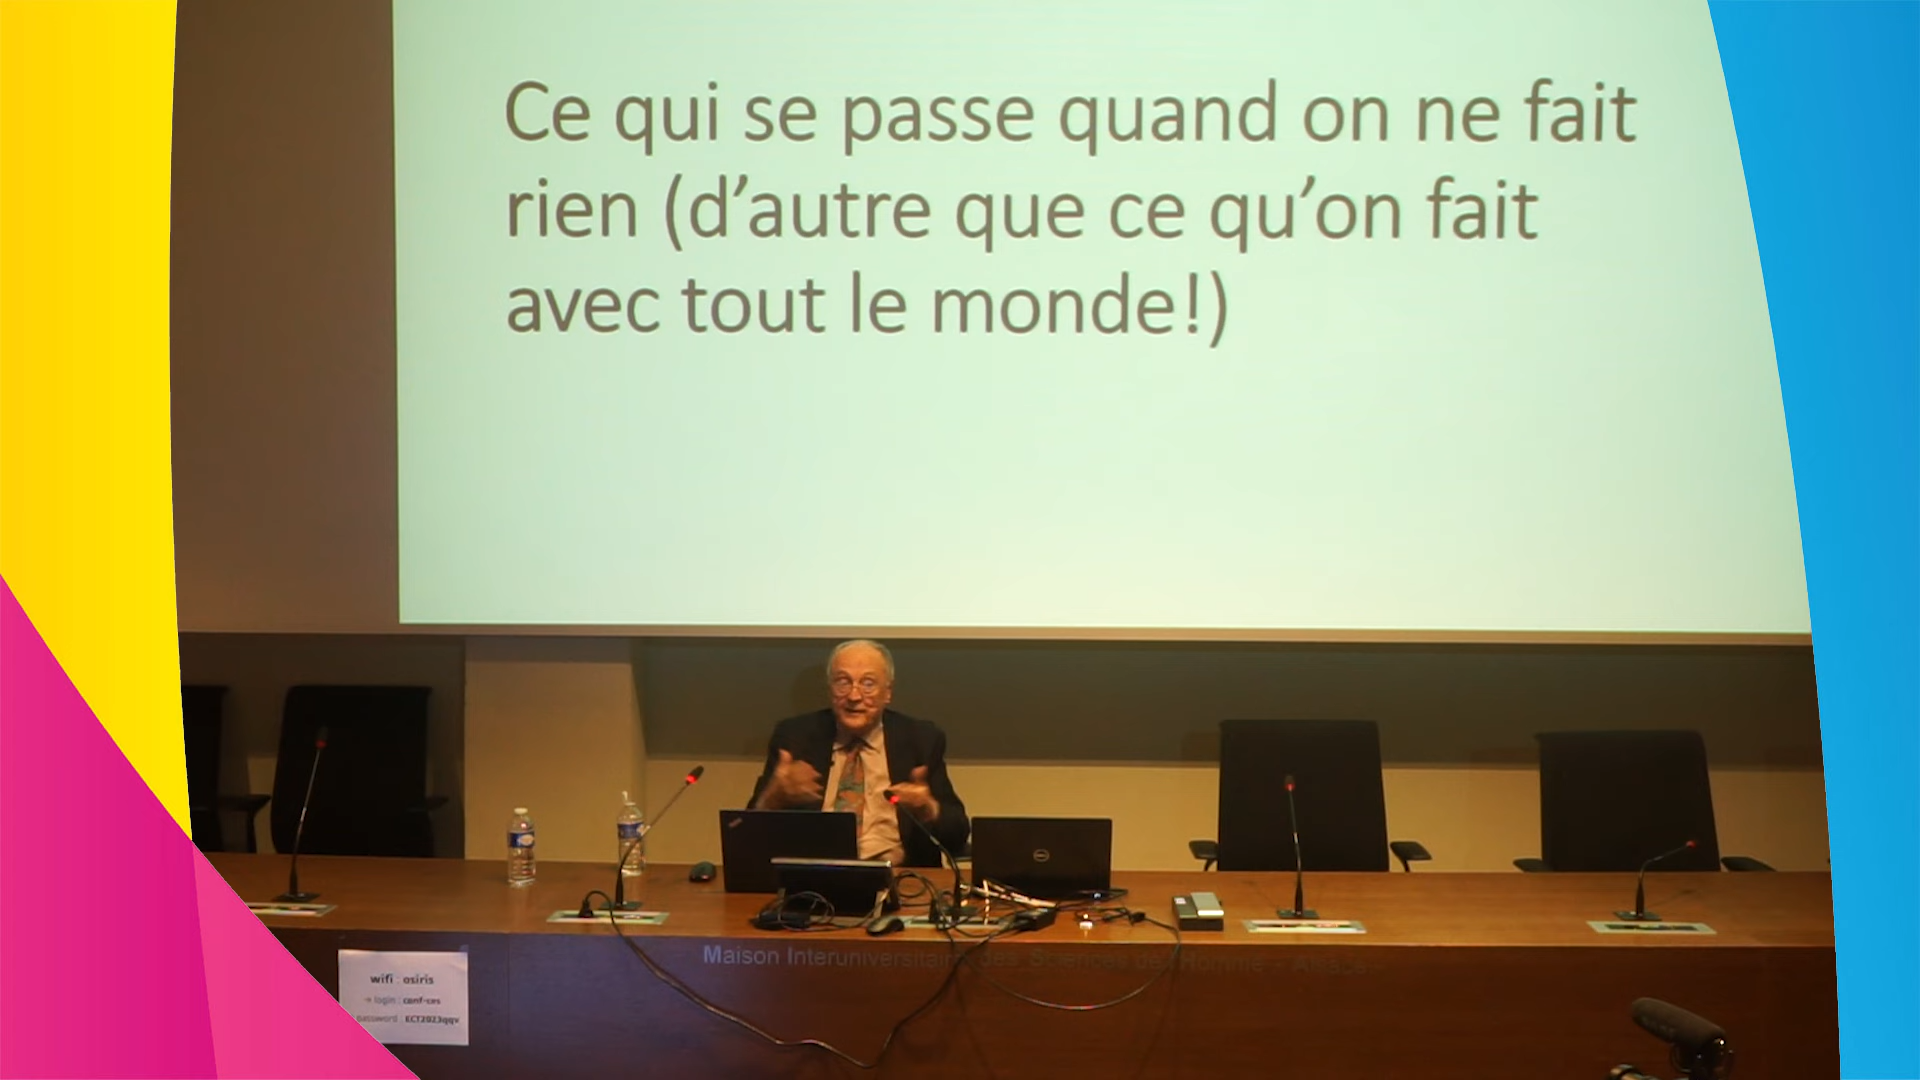 Ce qui se passe quand on ne fait
rien (d’autre que ce qu’on fait
avec tout le monde!)
Maison Interuniversitaire des Sciences de l'Homme - Alsace
wifi : osiris
→ login : conf-ces
password : ECT2023qqv
DELL